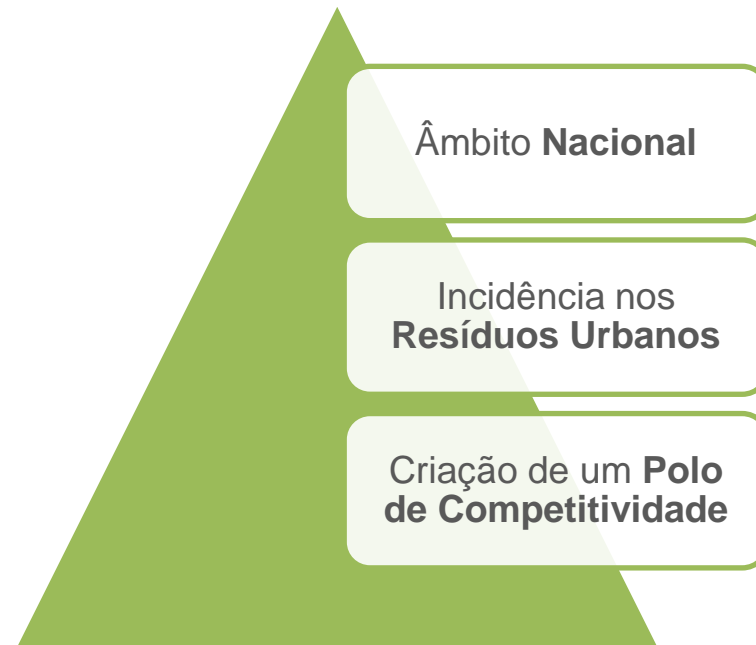 Âmbito Nacional
Incidência nos
Resíduos Urbanos
Criação de um Polo
de Competitividade